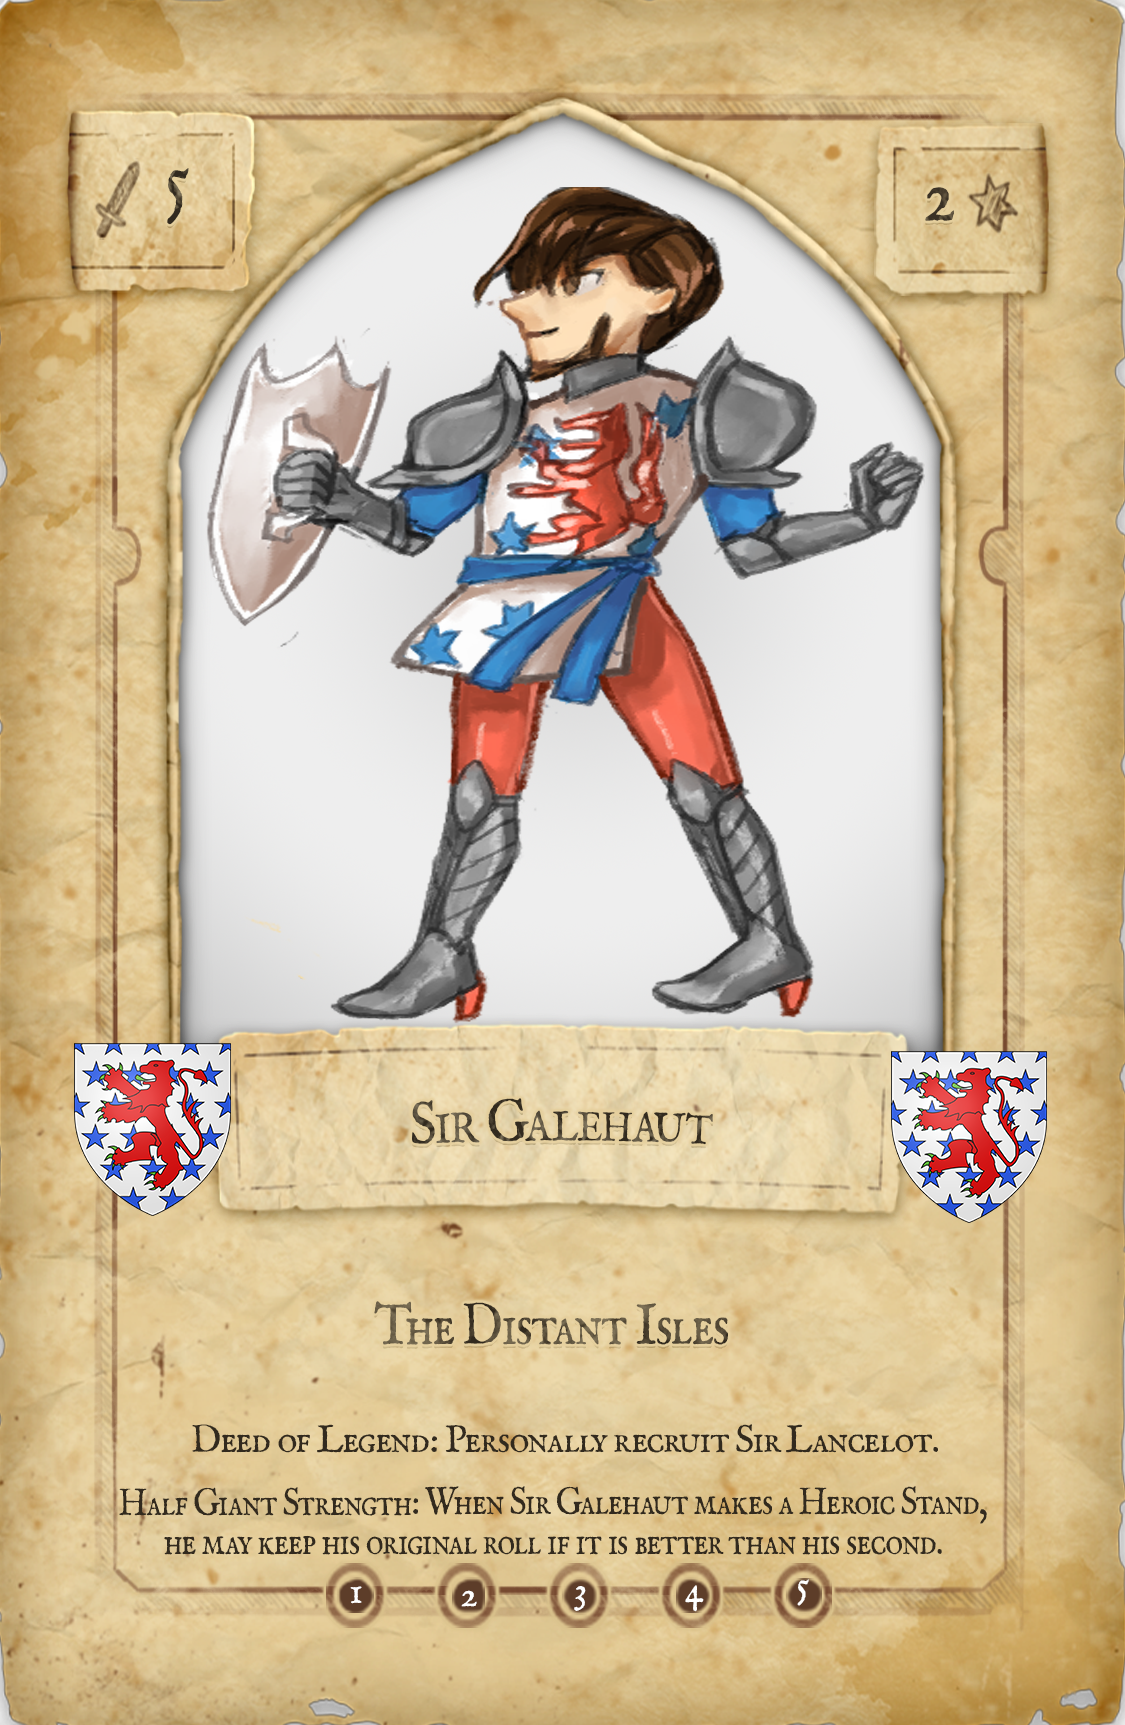 5
2
Sir Galehaut
The Distant Isles
Deed of Legend: Personally recruit Sir Lancelot.
Half Giant Strength: When Sir Galehaut makes a Heroic Stand,
he may keep his original roll if it is better than his second.
1 2 3 4 5